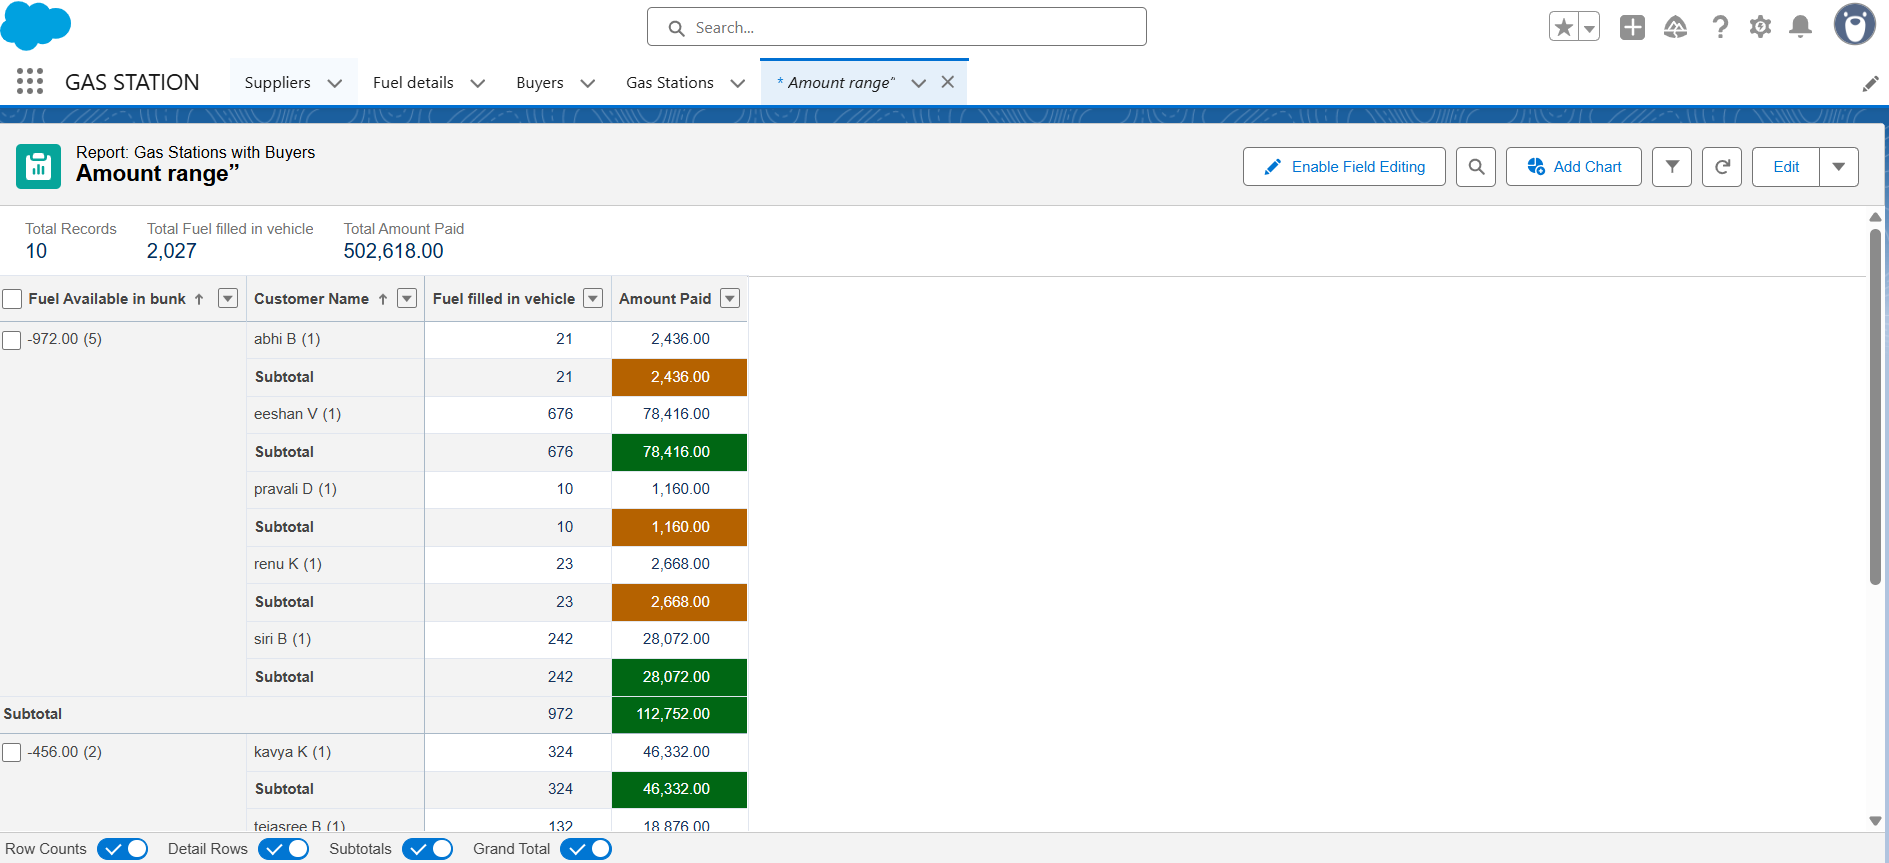 Search...
GAS STATION
Suppliers
Fuel details
Buyers
Gas Stations
* Amount range”
Report: Gas Stations with Buyers
Amount range”
Enable Field Editing
Add Chart
Edit
Total Records
10
Total Fuel filled in vehicle
2,027
Total Amount Paid
502,618.00
Fuel Available in bunk ↑ Customer Name ↑ Fuel filled in vehicle Amount Paid
-972.00 (5) abhi B (1) 21 2,436.00
Subtotal 21 2,436.00
eeshan V (1) 676 78,416.00
Subtotal 676 78,416.00
pravali D (1) 10 1,160.00
Subtotal 10 1,160.00
renu K (1) 23 2,668.00
Subtotal 23 2,668.00
siri B (1) 242 28,072.00
Subtotal 242 28,072.00
Subtotal 972 112,752.00
-456.00 (2) kavya K (1) 324 46,332.00
Subtotal 324 46,332.00
tejasree B (1) 132 18,876.00
Row Counts Detail Rows Subtotals Grand Total